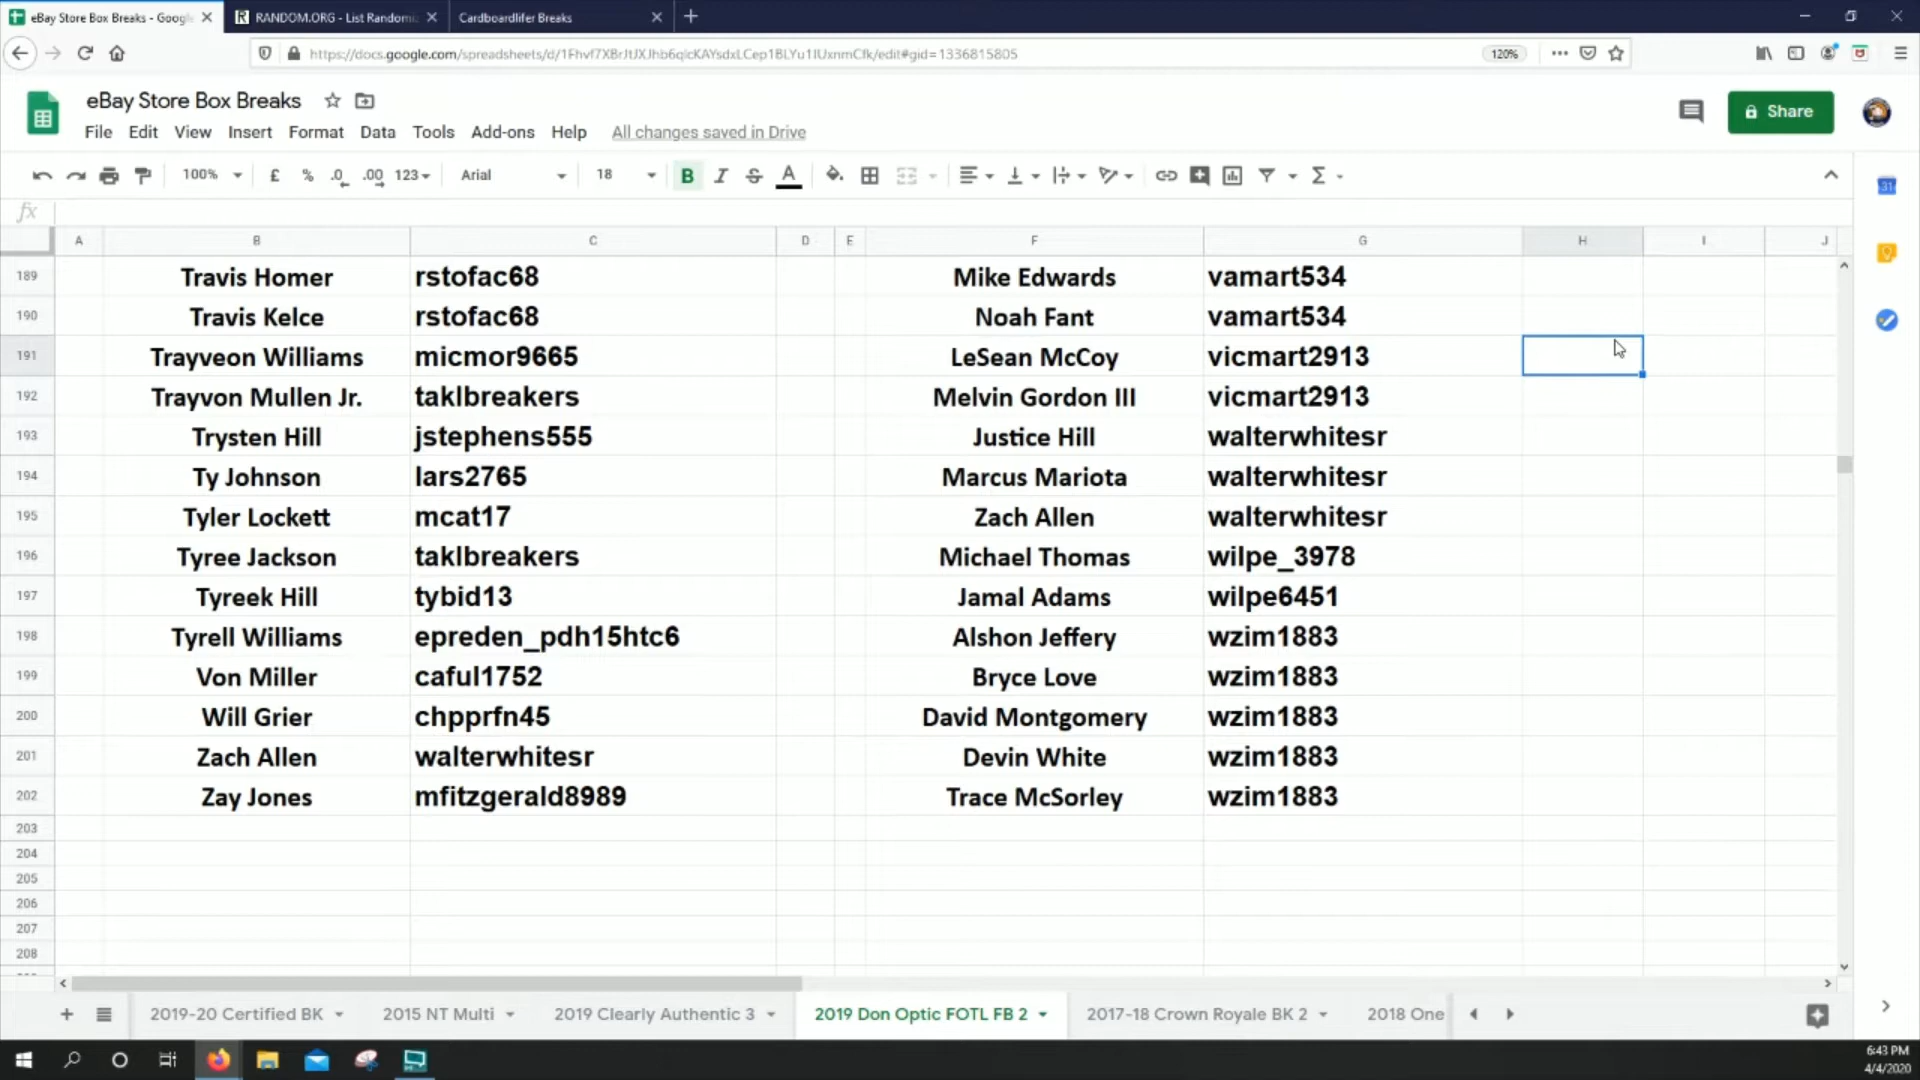 eBay Store Box Breaks - Google
RANDOM.ORG - List Randomi
Cardboardlifer Breaks
120%
eBay Store Box Breaks
Share
File Edit View Insert Format Data Tools Add-ons Help All changes saved in Drive
100% £ % .0 .00 123 Arial 18 B I S A Σ
fx
A B C D E F G H I J
189 Travis Homer rstofac68 Mike Edwards vamart534
190 Travis Kelce rstofac68 Noah Fant vamart534
191 Trayveon Williams micmor9665 LeSean McCoy vicmart2913
192 Trayvon Mullen Jr. taklbreakers Melvin Gordon III vicmart2913
193 Trysten Hill jstephens555 Justice Hill walterwhitesr
194 Ty Johnson lars2765 Marcus Mariota walterwhitesr
195 Tyler Lockett mcat17 Zach Allen walterwhitesr
196 Tyree Jackson taklbreakers Michael Thomas wilpe_3978
197 Tyreek Hill tybid13 Jamal Adams wilpe6451
198 Tyrell Williams epreden_pdh15htc6 Alshon Jeffery wzim1883
199 Von Miller caful1752 Bryce Love wzim1883
200 Will Grier chpprfn45 David Montgomery wzim1883
201 Zach Allen walterwhitesr Devin White wzim1883
202 Zay Jones mfitzgerald8989 Trace McSorley wzim1883
203
204
205
206
207
208
2019-20 Certified BK 2015 NT Multi 2019 Clearly Authentic 3 2019 Don Optic FOTL FB 2 2017-18 Crown Royale BK 2 2018 One
6:43 PM
4/4/2020